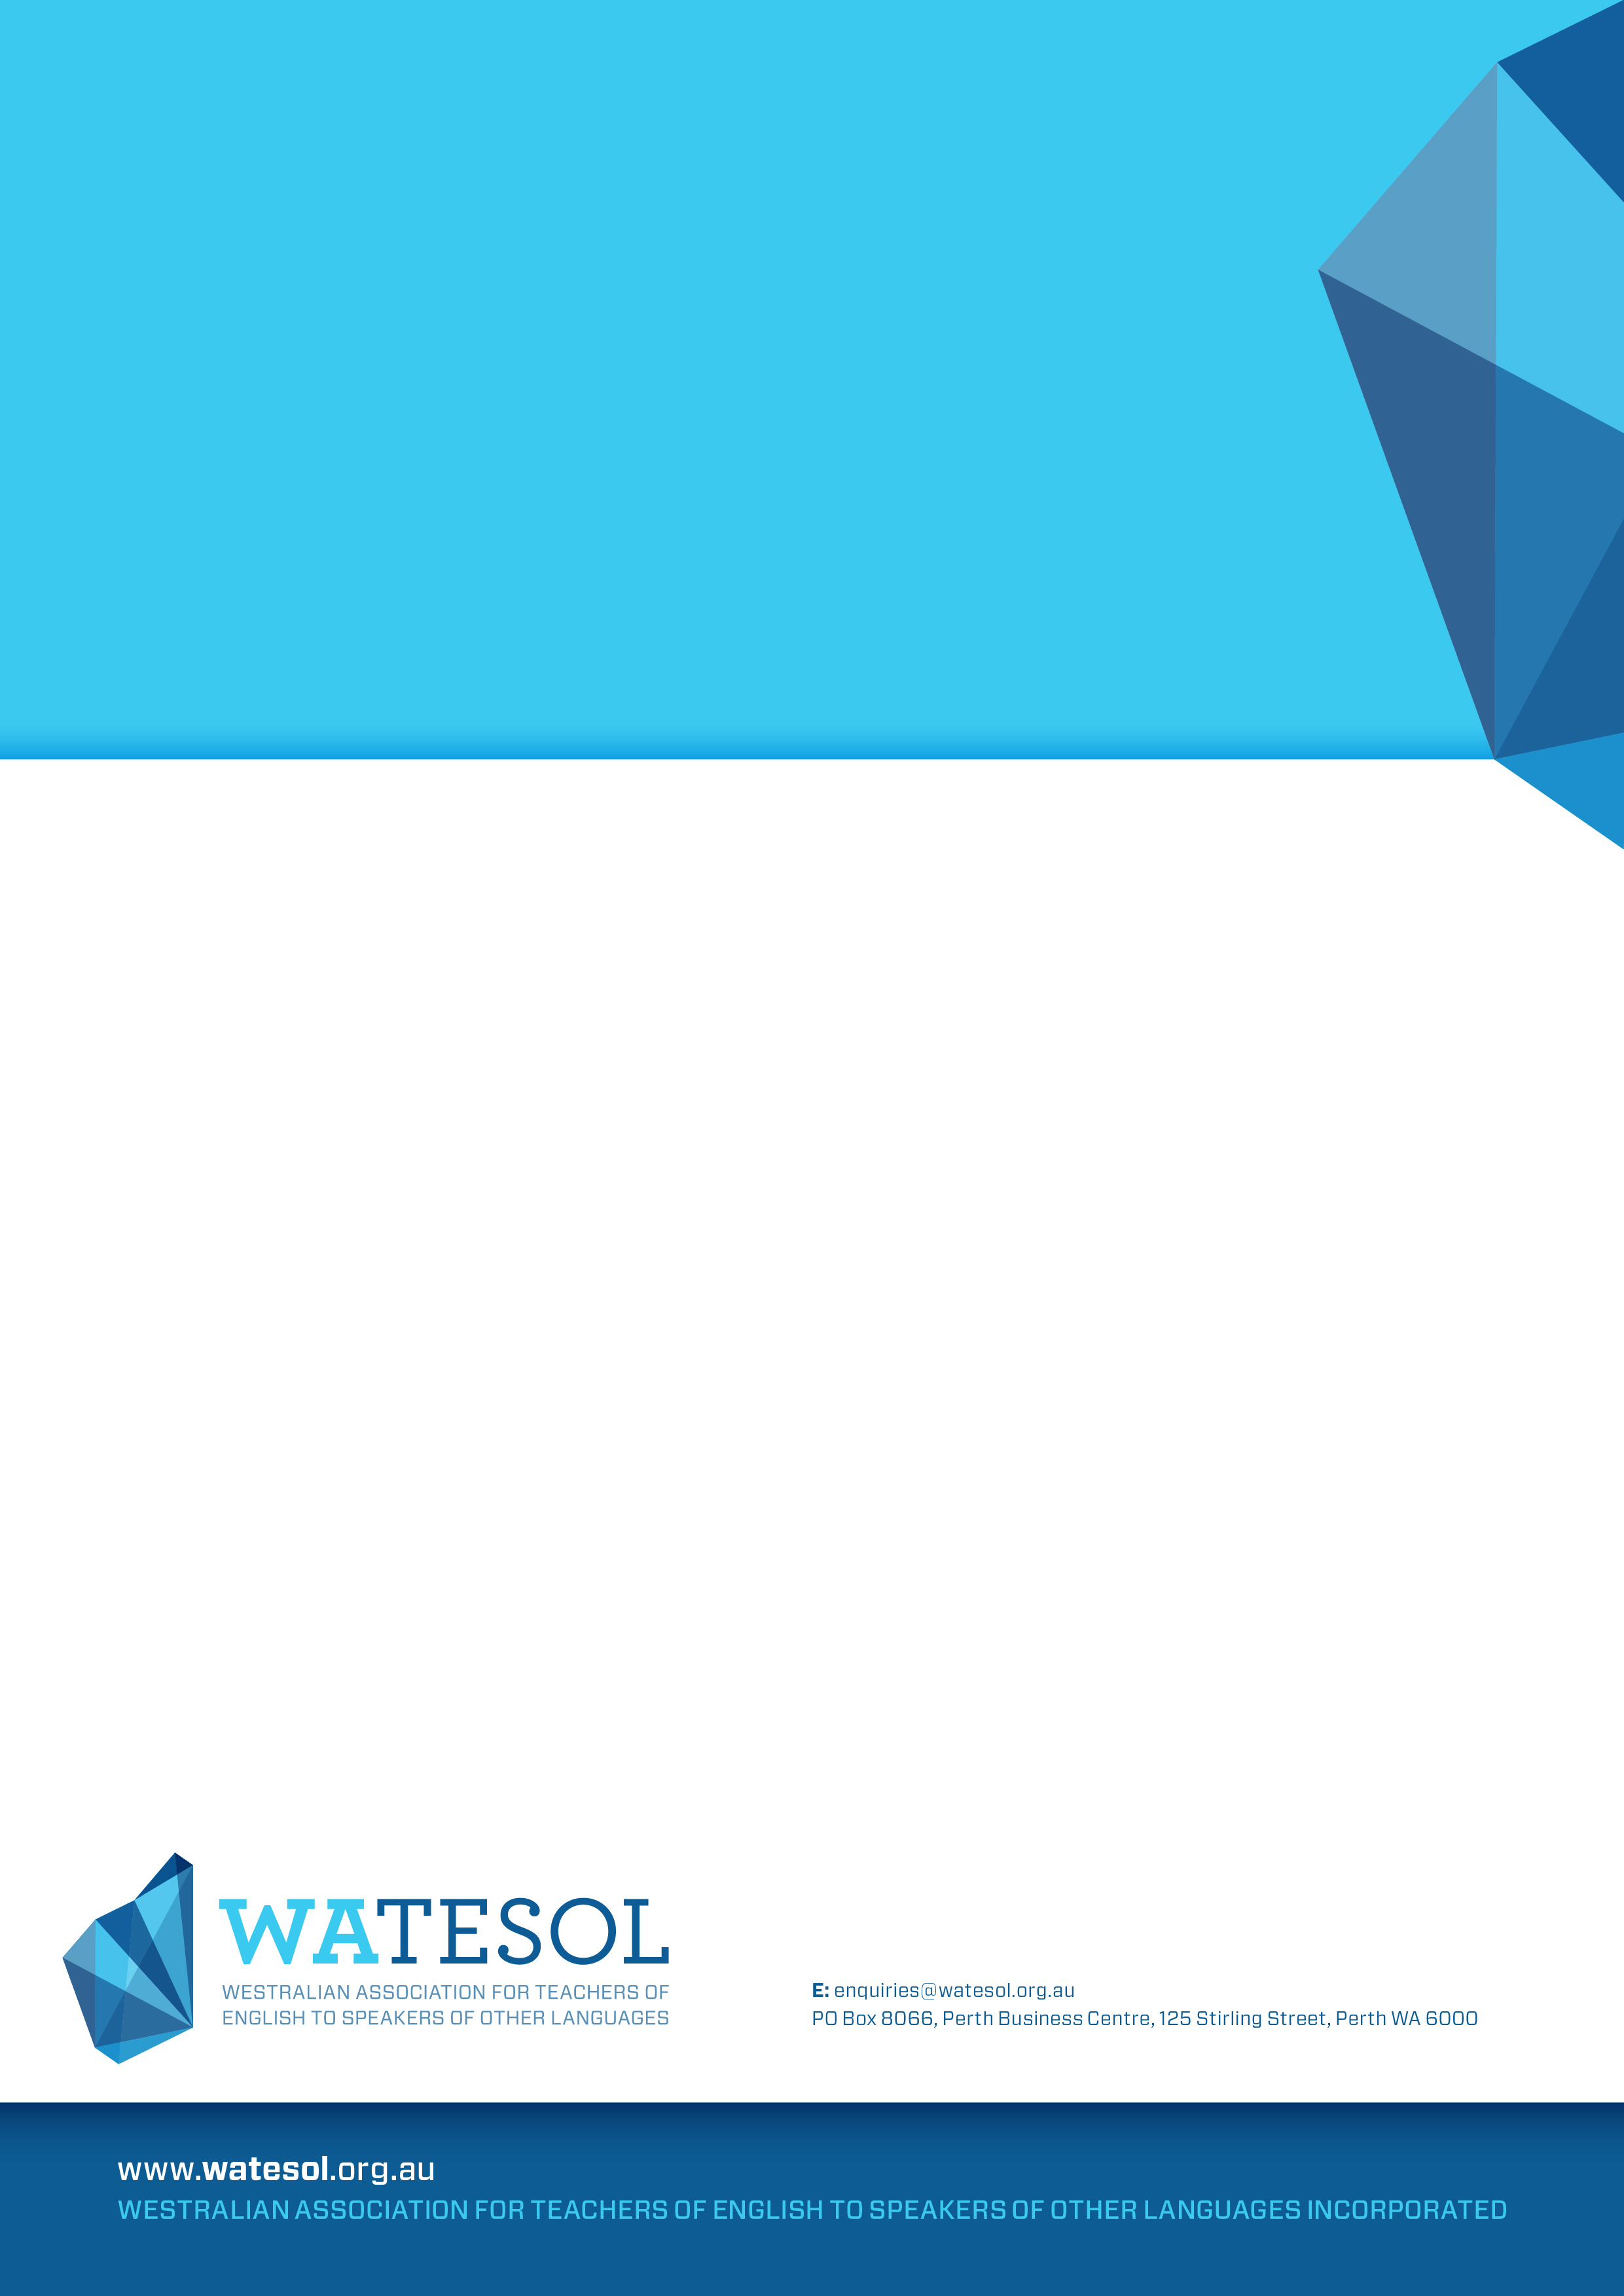 WATESOL
WESTRALIAN ASSOCIATION FOR TEACHERS OF
ENGLISH TO SPEAKERS OF OTHER LANGUAGES
E: enquiries@watesol.org.au
PO Box 8066, Perth Business Centre, 125 Stirling Street, Perth WA 6000
www.watesol.org.au
WESTRALIAN ASSOCIATION FOR TEACHERS OF ENGLISH TO SPEAKERS OF OTHER LANGUAGES INCORPORATED